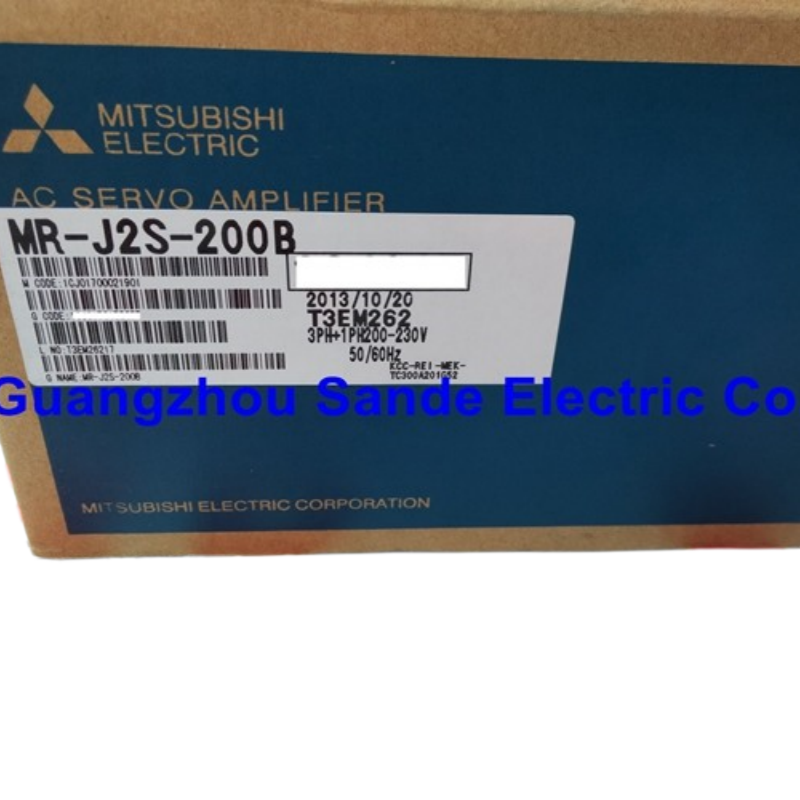 MITSUBISHI
ELECTRIC
AC SERVO AMPLIFIER
MR-J2S-200B
M CODE:1CJ01700021901
2013/10/20
G CODE:
T3EM262
3PH+1PH200-230V
L NO:T3EM26217
50/60Hz
KCC-REI-MEK-
TC300A201G52
G NAME:MR-J2S-200B
Guangzhou Sande Electric Co
MITSUBISHI ELECTRIC CORPORATION